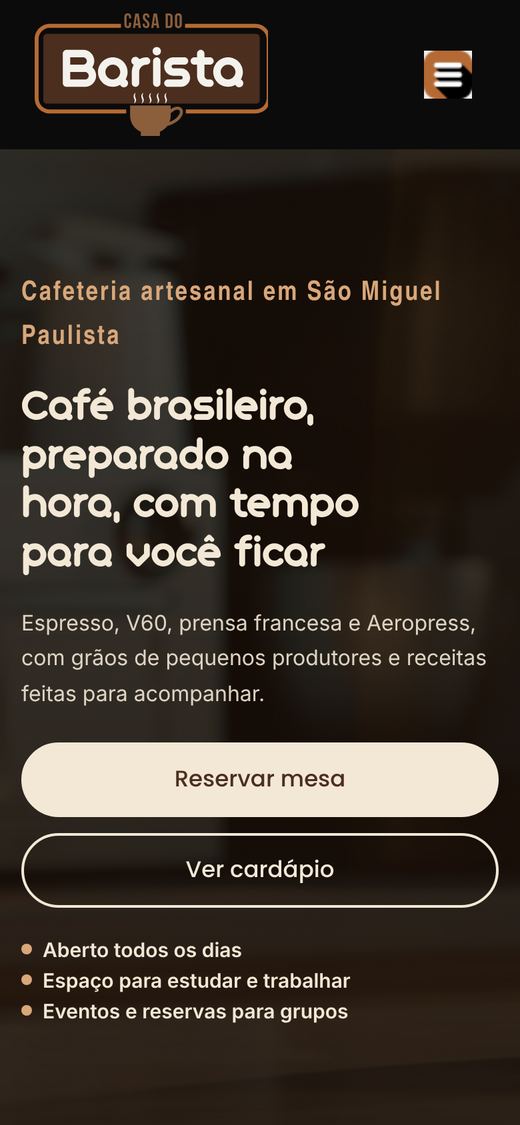 CASA DO
Barista
Cafeteria artesanal em São Miguel
Paulista
Café brasileiro,
preparado na
hora, com tempo
para você ficar
Espresso, V60, prensa francesa e Aeropress,
com grãos de pequenos produtores e receitas
feitas para acompanhar.
Reservar mesa
Ver cardápio
Aberto todos os dias
Espaço para estudar e trabalhar
Eventos e reservas para grupos